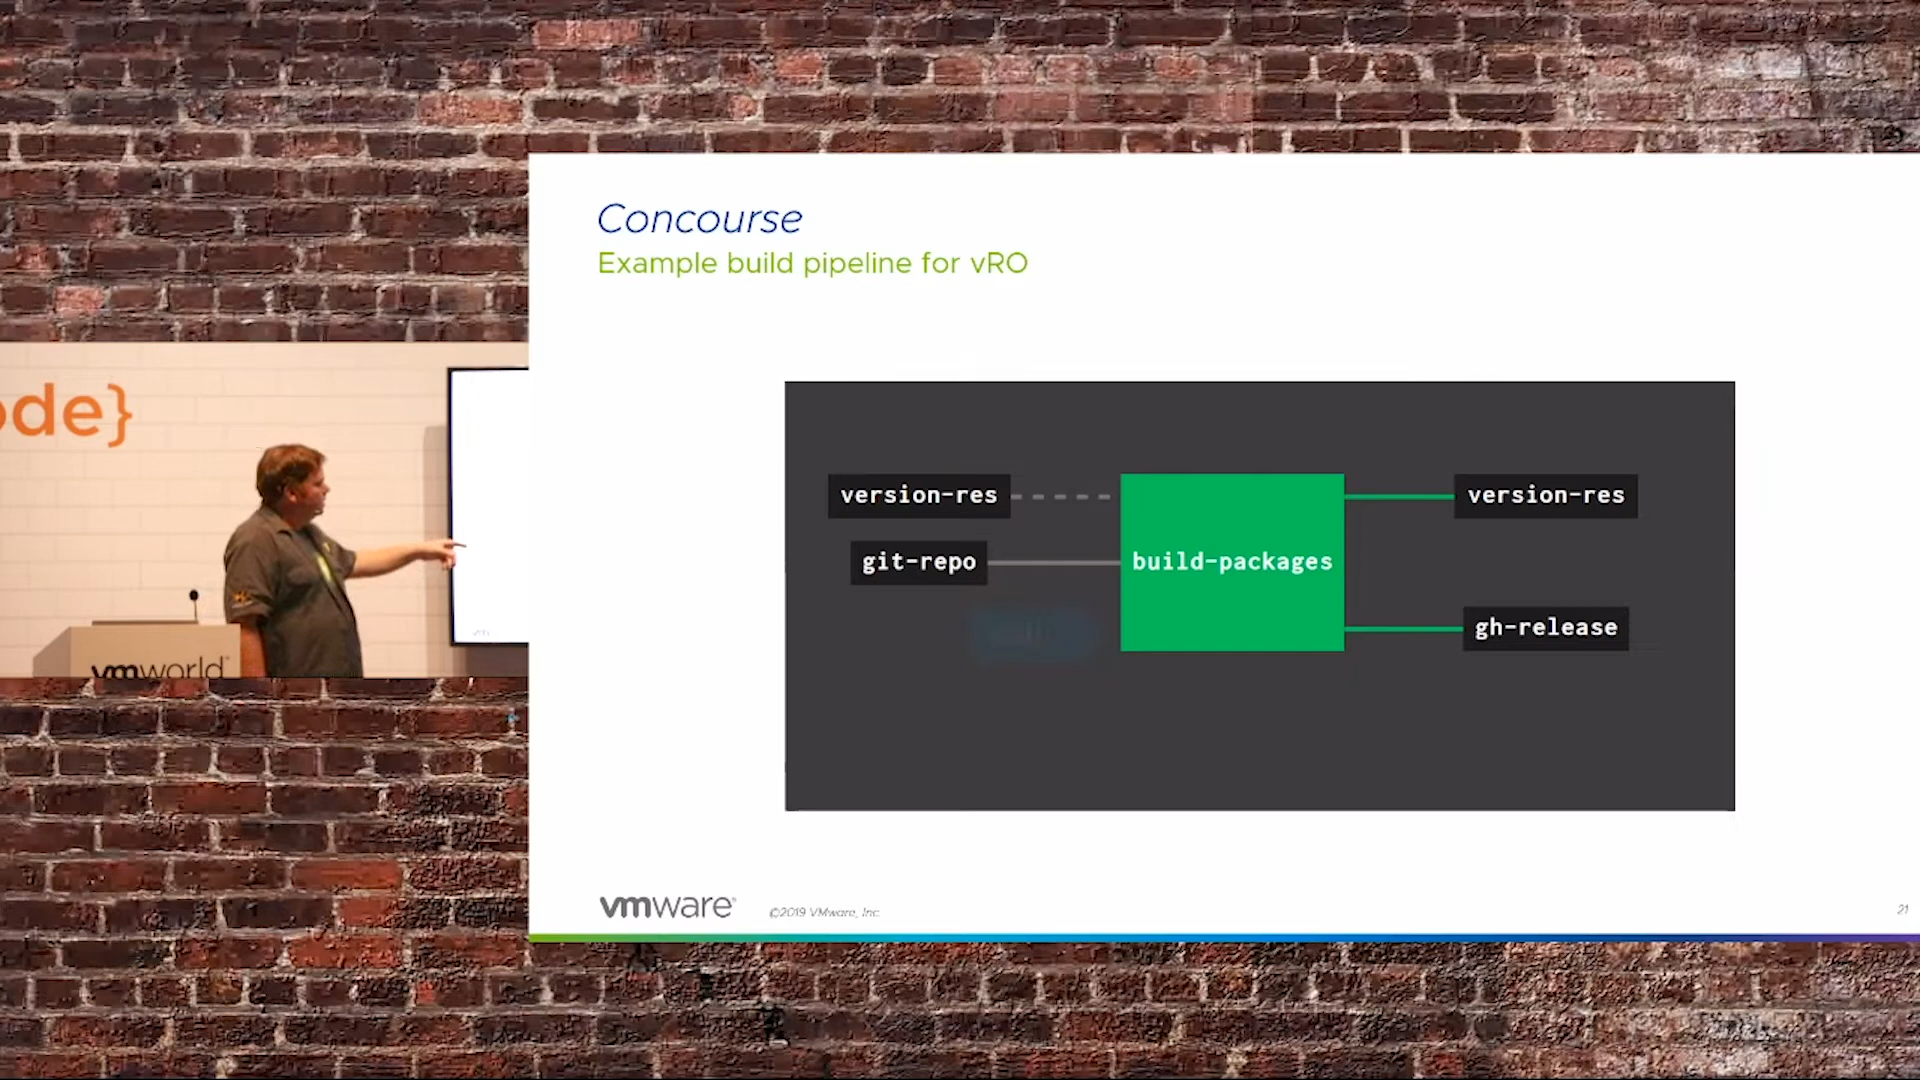 Concourse
Example build pipeline for vRO
ode}
version-res
version-res
git-repo
build-packages
gh-release
vmworld
vmware
©2019 VMware, Inc.
21